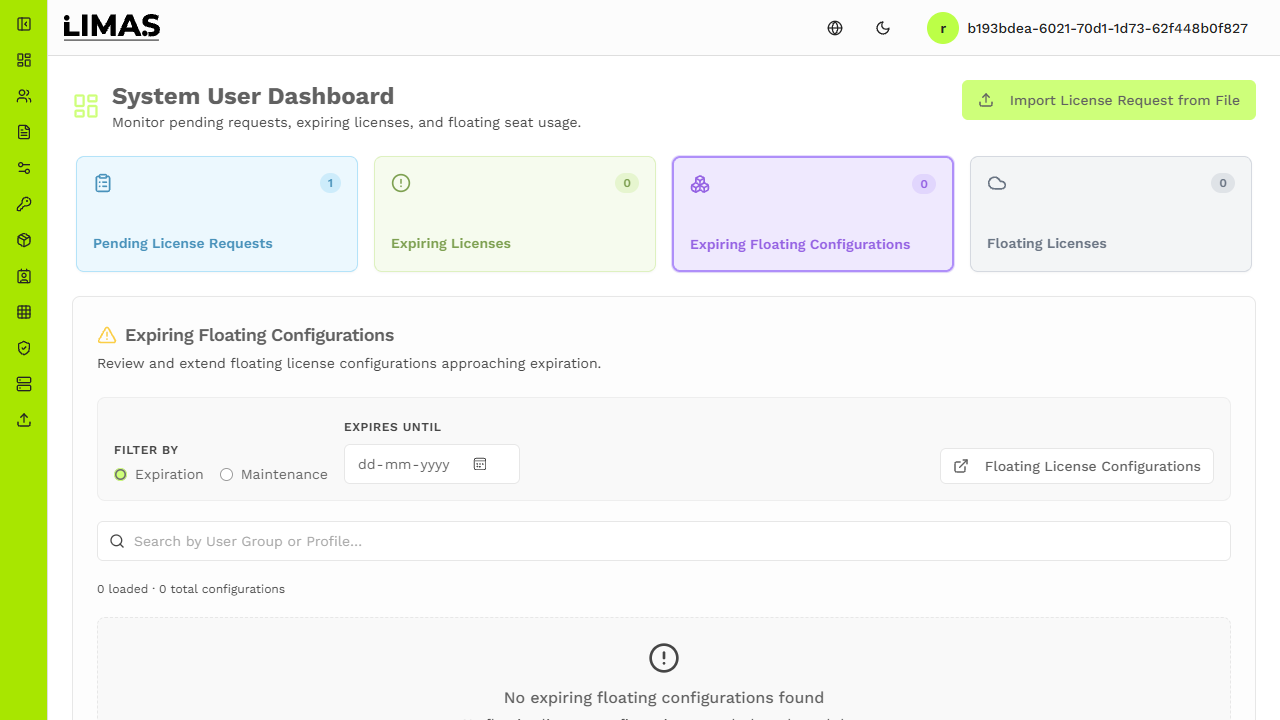 LIMAS
r
b193bdea-6021-70d1-1d73-62f448b0f827
System User Dashboard
Monitor pending requests, expiring licenses, and floating seat usage.
Import License Request from File
1
Pending License Requests
0
Expiring Licenses
0
Expiring Floating Configurations
0
Floating Licenses
Expiring Floating Configurations
Review and extend floating license configurations approaching expiration.
FILTER BY
Expiration
Maintenance
EXPIRES UNTIL
dd-mm-yyyy
Floating License Configurations
Search by User Group or Profile...
0 loaded · 0 total configurations
No expiring floating configurations found